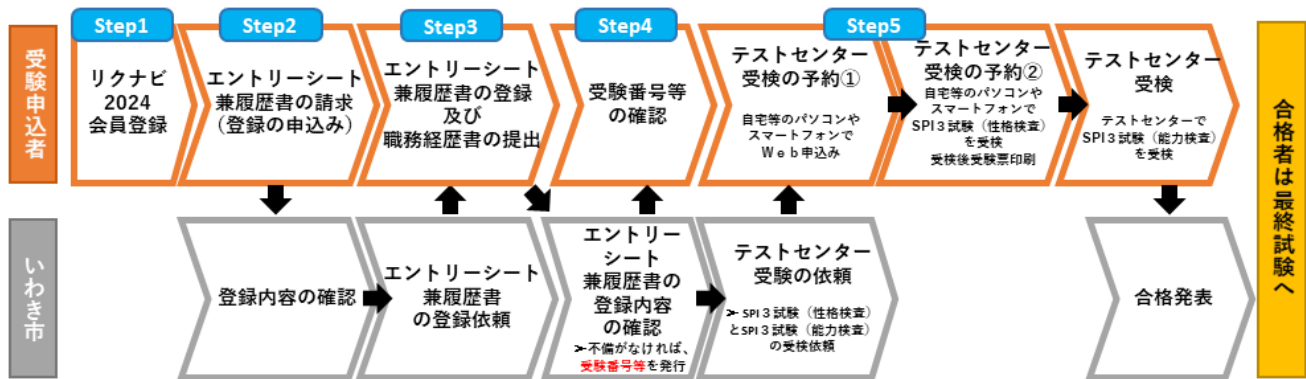 Step1
Step2
Step3
Step4
Step5
受験申込者
リクナビ
2024
会員登録
エントリーシート
兼履歴書の請求
（登録の申込み）
エントリーシート
兼履歴書の登録
及び
職務経歴書の提出
受験番号等
の確認
テストセンター
受検の予約①
自宅等のパソコンや
スマートフォンで
Ｗｅｂ申込み
テストセンター
受検の予約②
自宅等のパソコンや
スマートフォンで
SPI３試験（性格検査）
を受検
受検後受験票印刷
テストセンター
受検
テストセンターで
SPI３試験（能力検査）
を受検
いわき市
登録内容の確認
エントリーシート
兼履歴書
の登録依頼
エントリー
シート
兼履歴書の
登録内容
の確認
➢不備がなければ、
受験番号等を発行
テストセンター
受験の依頼
➢ SPI３試験（性格検査）
とSPI３試験（能力検査）
の受検依頼
合格発表
合格者は最終試験へ